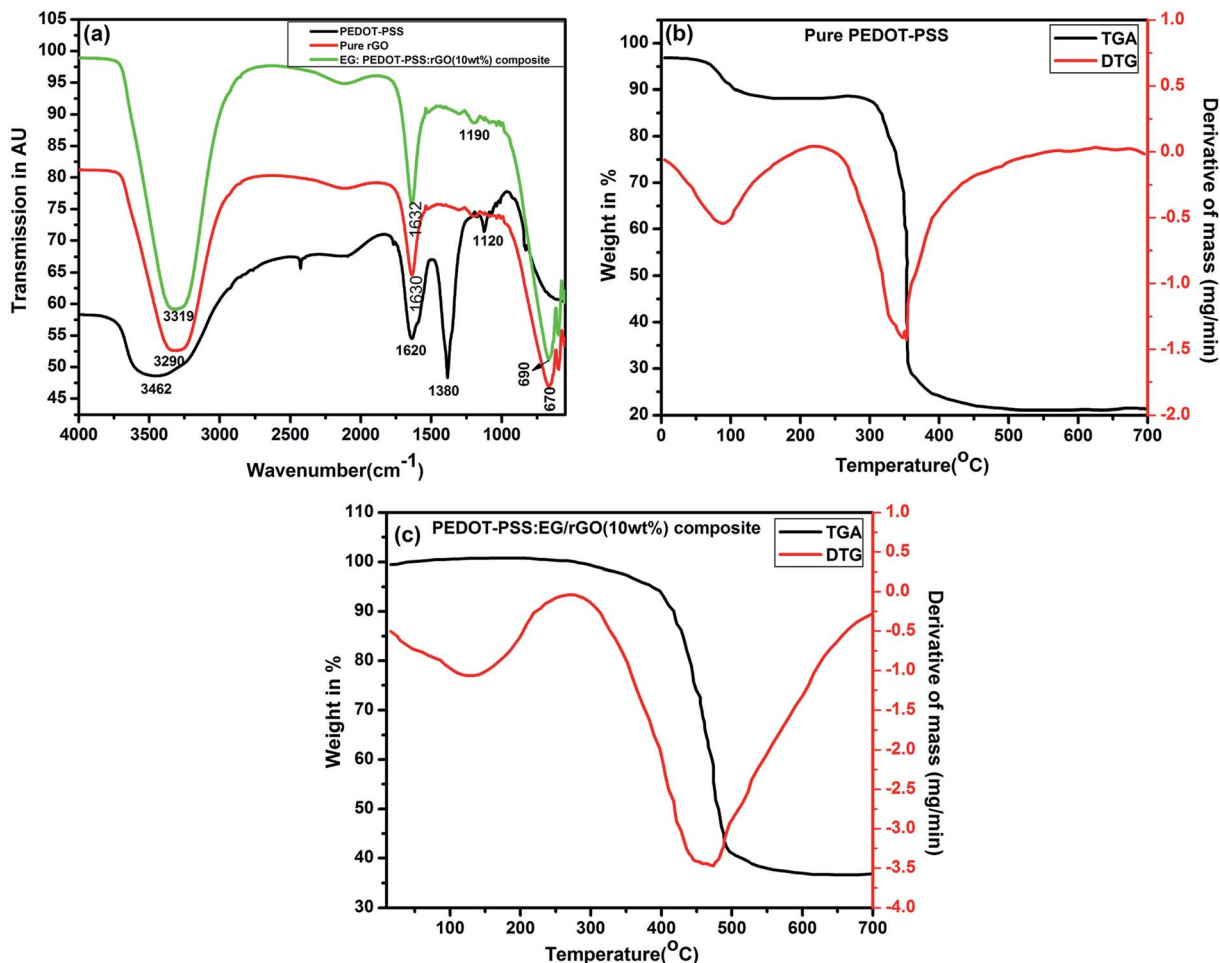 (a)
PEDOT-PSS
Pure rGO
EG: PEDOT-PSS:rGO(10wt%) composite
Transmission in AU
105
100
95
90
85
80
75
70
65
60
55
50
45
3319
3290
3462
1632
1630
1620
1380
1190
1120
690
670
4000 3500 3000 2500 2000 1500 1000
Wavenumber(cm-1)
(b) Pure PEDOT-PSS
TGA
DTG
Weight in %
100
90
80
70
60
50
40
30
20
1.0
0.5
0.0
-0.5
-1.0
-1.5
-2.0
Derivative of mass (mg/min)
0 100 200 300 400 500 600 700
Temperature(oC)
(c) PEDOT-PSS:EG/rGO(10wt%) composite
TGA
DTG
Weight in %
110
100
90
80
70
60
50
40
30
1.0
0.5
0.0
-0.5
-1.0
-1.5
-2.0
-2.5
-3.0
-3.5
-4.0
Derivative of mass (mg/min)
100 200 300 400 500 600 700
Temperature(oC)